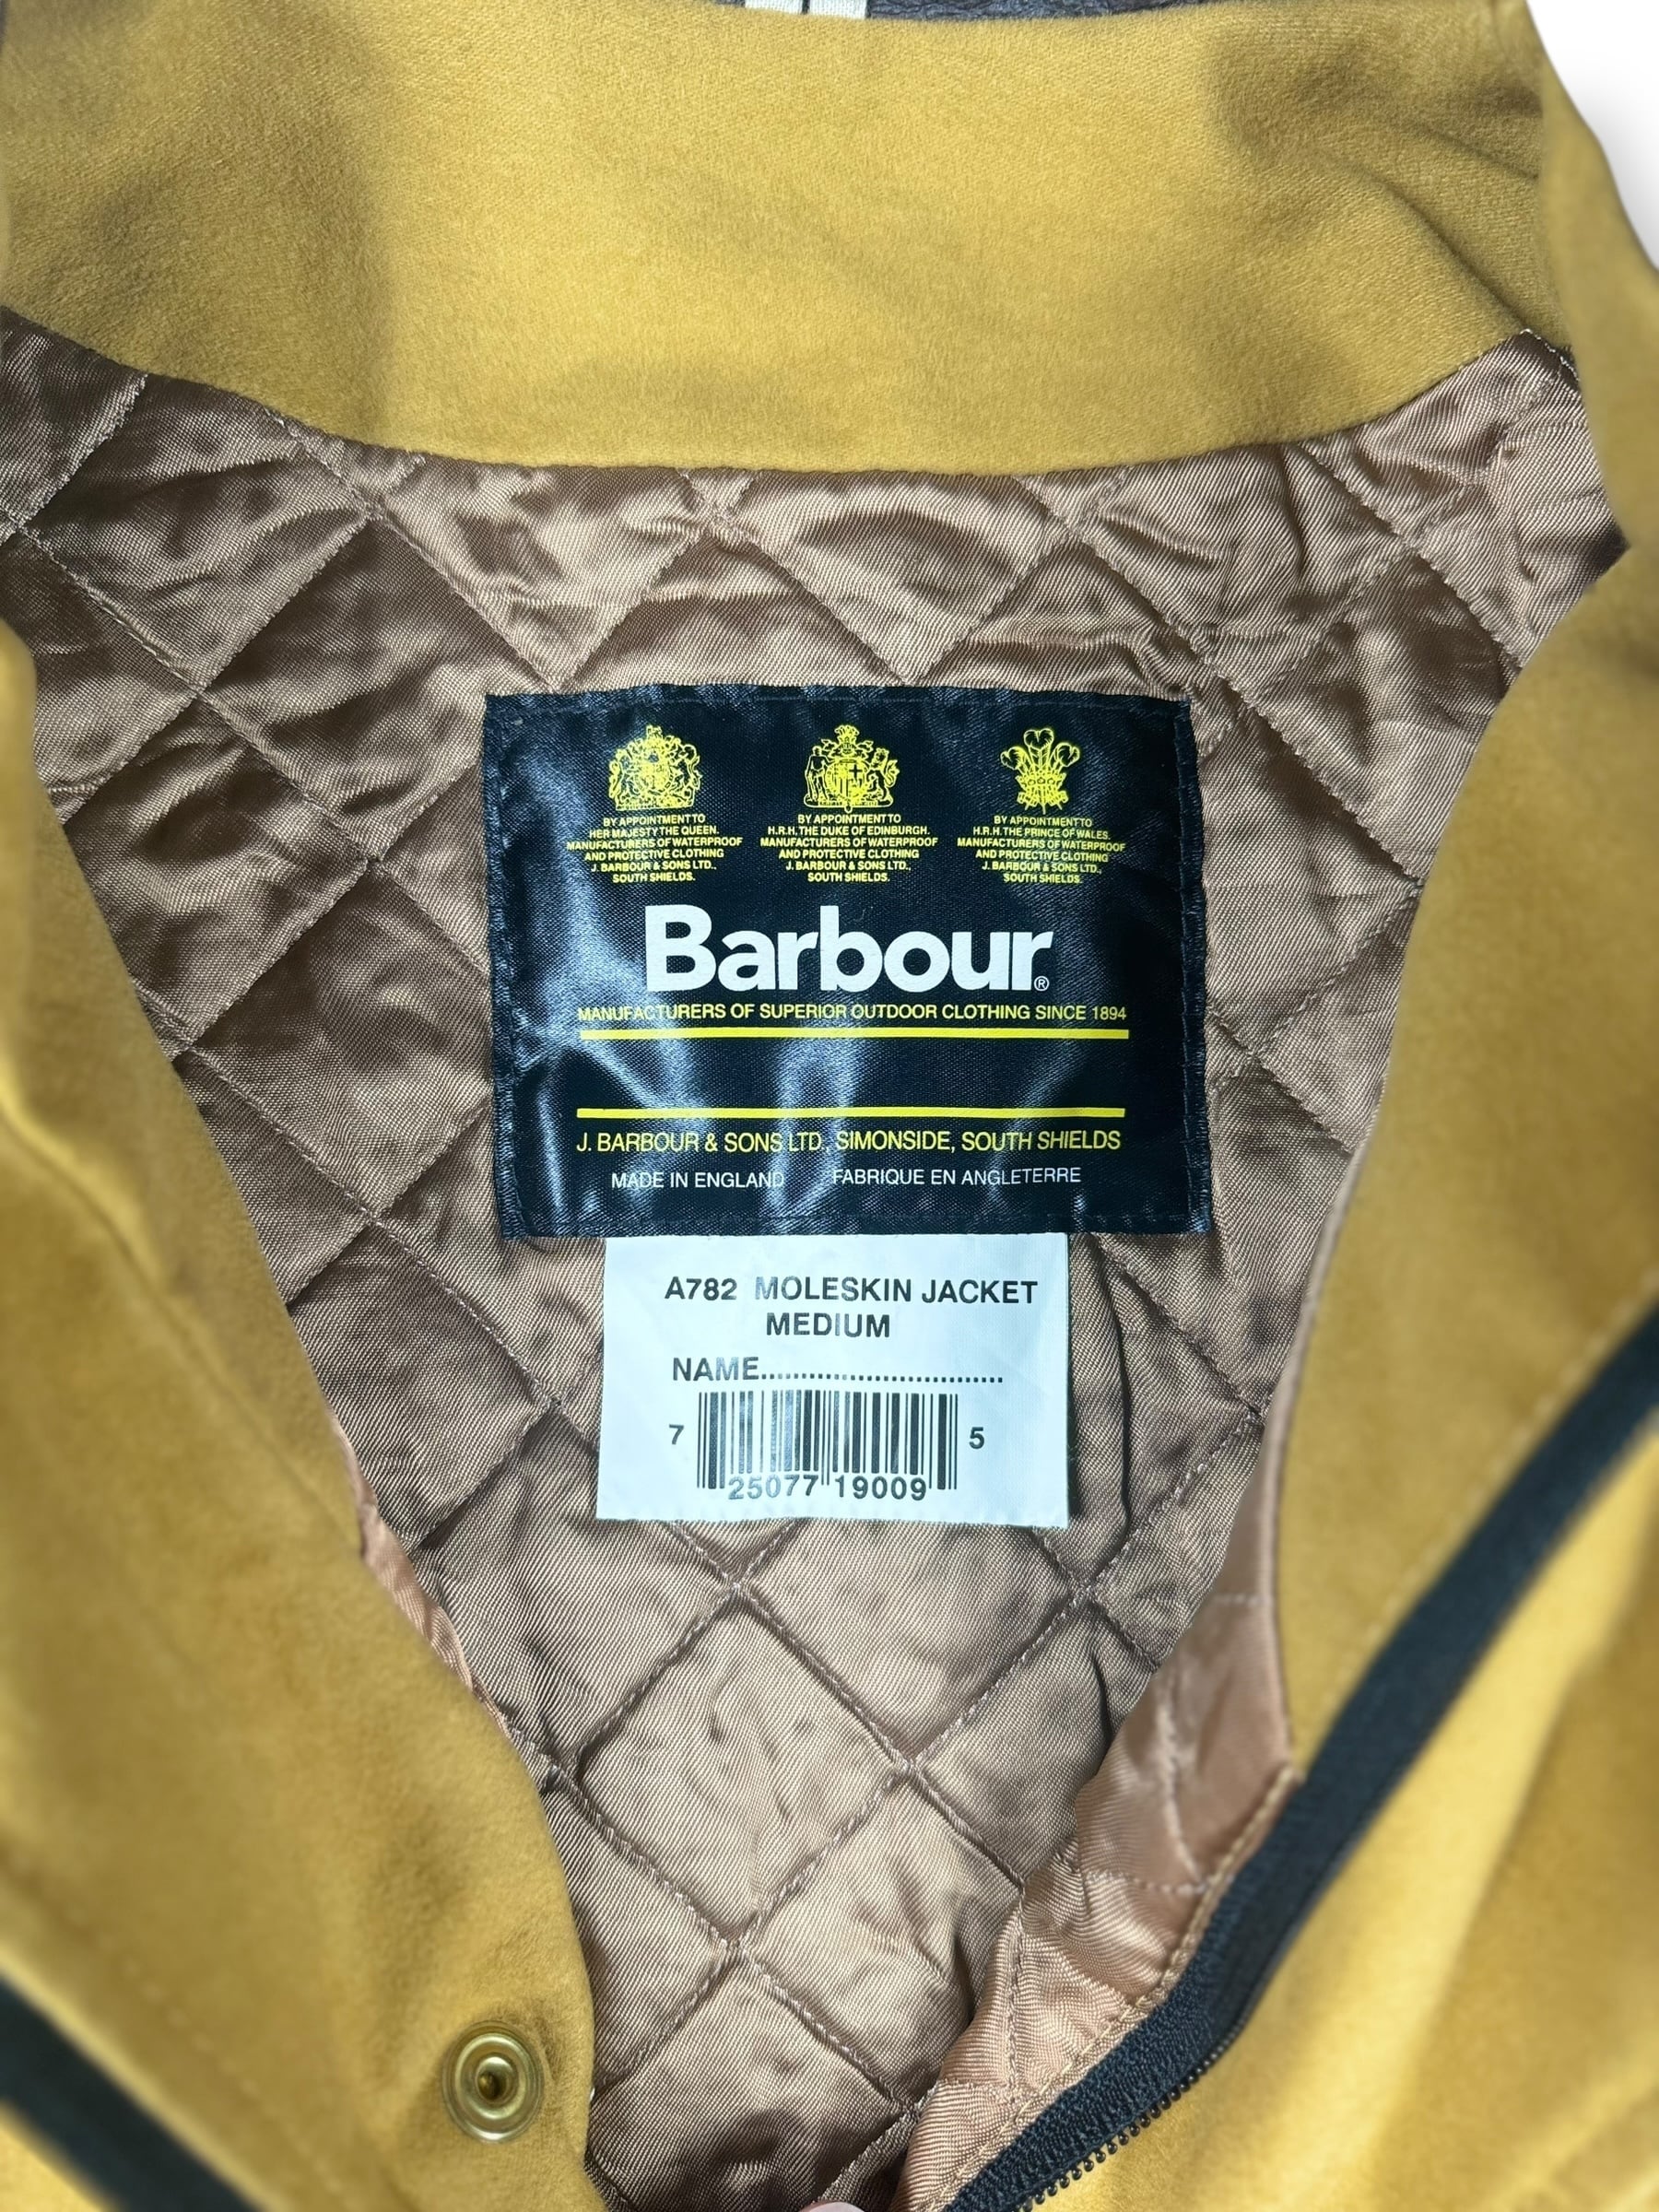 BY APPOINTMENT TO
HER MAJESTY THE QUEEN.
MANUFACTURERS OF WATERPROOF
AND PROTECTIVE CLOTHING
J. BARBOUR & SONS LTD.,
SOUTH SHIELDS.
BY APPOINTMENT TO
H.R.H. THE DUKE OF EDINBURGH.
MANUFACTURERS OF WATERPROOF
AND PROTECTIVE CLOTHING
J. BARBOUR & SONS LTD.,
SOUTH SHIELDS.
BY APPOINTMENT TO
H.R.H. THE PRINCE OF WALES.
MANUFACTURERS OF WATERPROOF
AND PROTECTIVE CLOTHING
J. BARBOUR & SONS LTD.,
SOUTH SHIELDS.
Barbour®
MANUFACTURERS OF SUPERIOR OUTDOOR CLOTHING SINCE 1894
J. BARBOUR & SONS LTD., SIMONSIDE, SOUTH SHIELDS
MADE IN ENGLAND FABRIQUE EN ANGLETERRE
A782 MOLESKIN JACKET
MEDIUM
NAME..............................
7 25077 19009 5